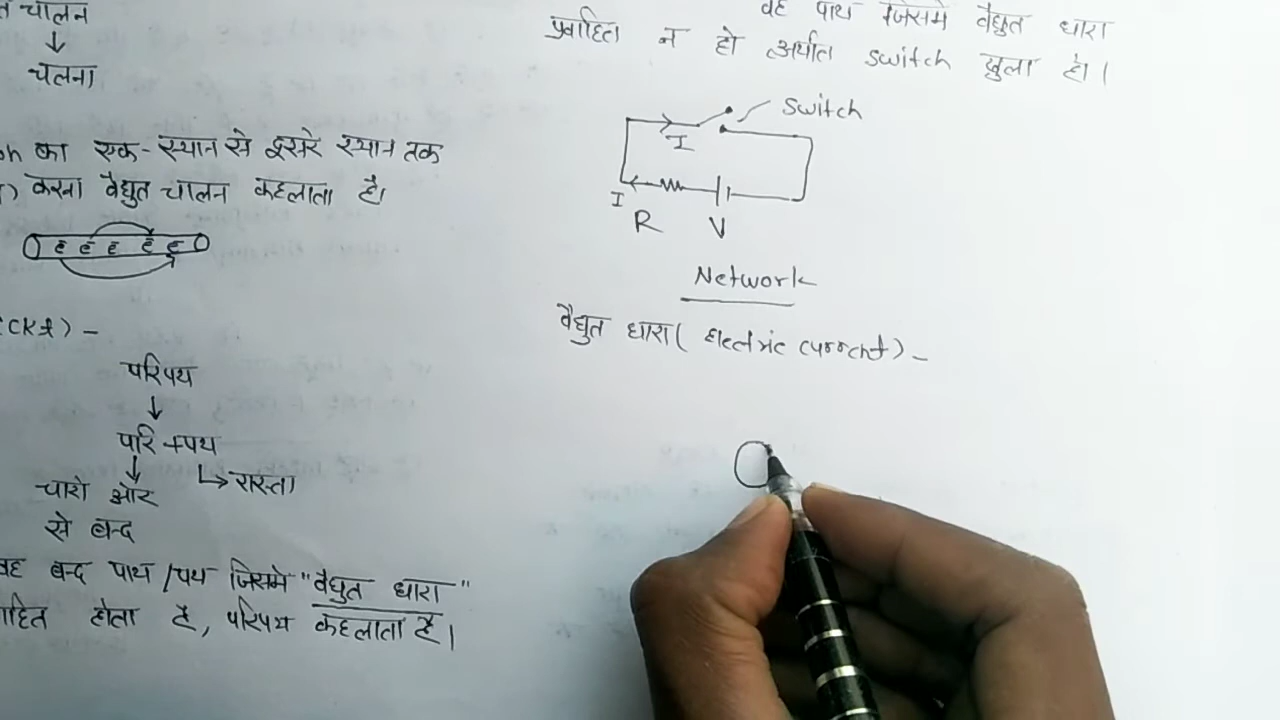 चालन
↓
चलना
का एक-स्थान से दूसरे स्थान तक
करना वैद्युत चालन कहलाता है।
(CKt) -
परिपथ
↓
परि + पथ
↳ रास्ता
चारो ओर
से बन्द
वह बन्द पाथ/पथ जिसमे "वैद्युत धारा"
होता है, परिपथ कहलाता है।
वह पाथ जिसमे वैद्युत धारा
प्रवाहित न हो अर्थात switch खुला हो।
Switch
I
I
R V
Network
वैद्युत धारा ( Electric current) -